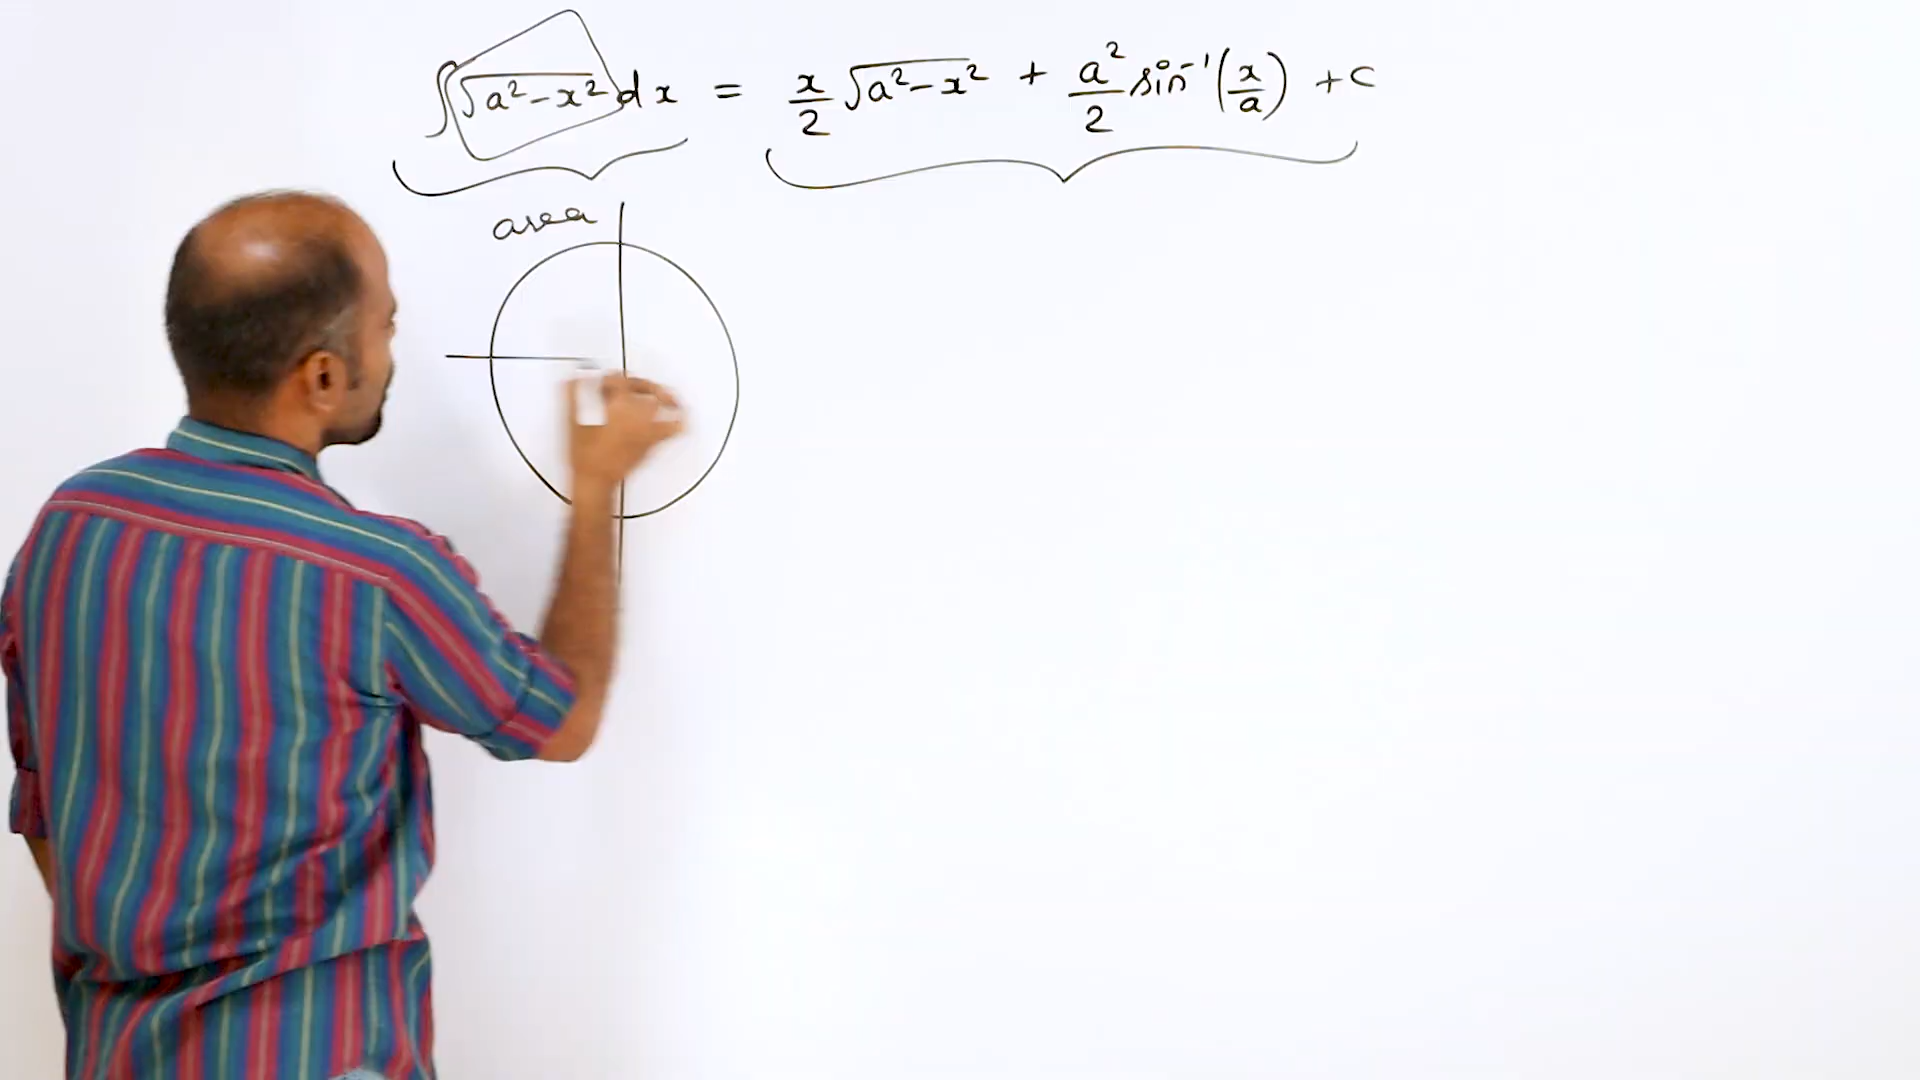 ∫√(a²-x²) dx = x/2 √(a²-x²) + a²/2 sin⁻¹(x/a) + c
area